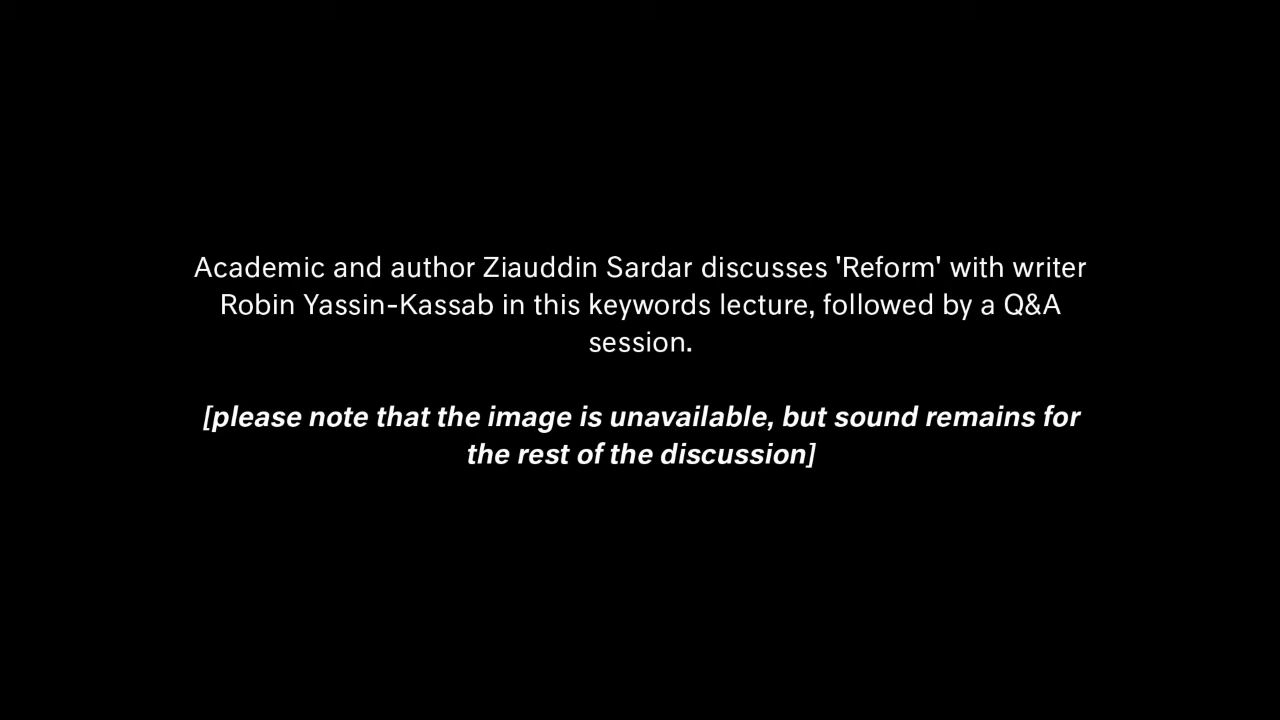 Academic and author Ziauddin Sardar discusses 'Reform' with writer
Robin Yassin-Kassab in this keywords lecture, followed by a Q&A
session.
[please note that the image is unavailable, but sound remains for
the rest of the discussion]